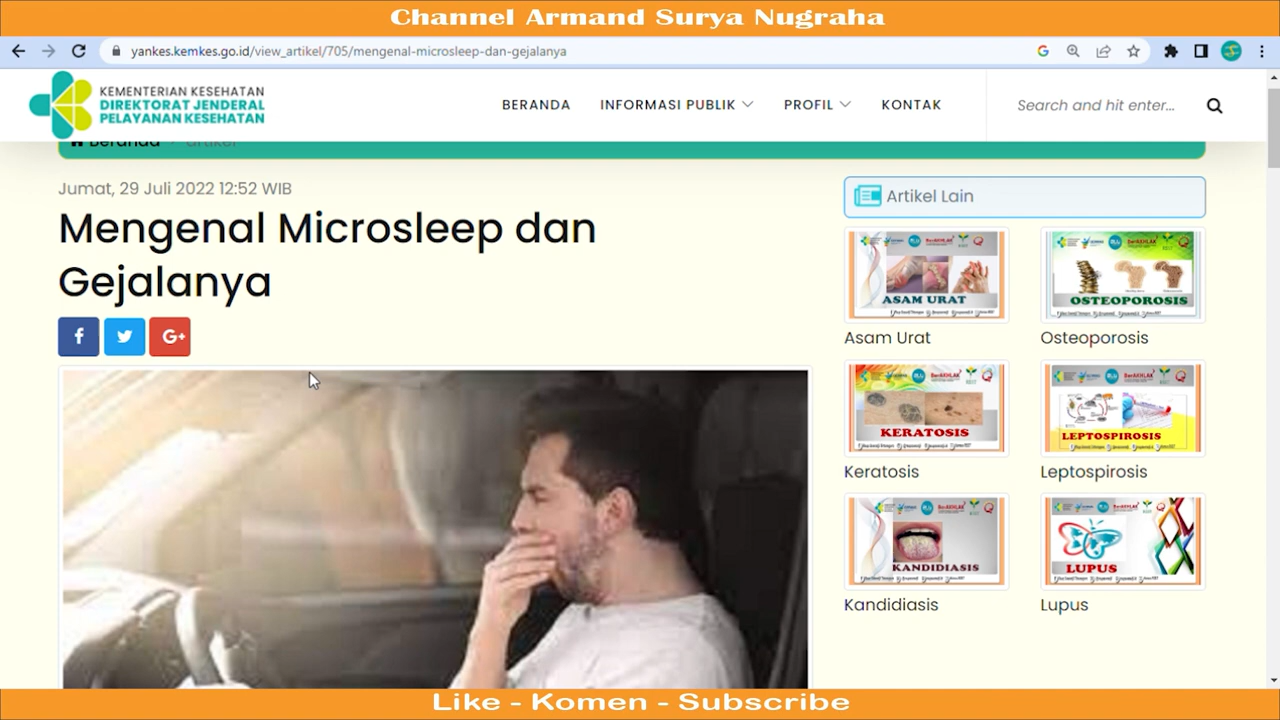 Channel Armand Surya Nugraha
yankes.kemkes.go.id/view_artikel/705/mengenal-microsleep-dan-gejalanya
KEMENTERIAN KESEHATAN
DIREKTORAT JENDERAL
PELAYANAN KESEHATAN
BERANDA
INFORMASI PUBLIK
PROFIL
KONTAK
Search and hit enter...
Beranda
artikel
Jumat, 29 Juli 2022 12:52 WIB
Mengenal Microsleep dan
Gejalanya
G+
Artikel Lain
ASAM URAT
OSTEOPOROSIS
Asam Urat
Osteoporosis
KERATOSIS
LEPTOSPIROSIS
Keratosis
Leptospirosis
KANDIDIASIS
LUPUS
Kandidiasis
Lupus
Like - Komen - Subscribe